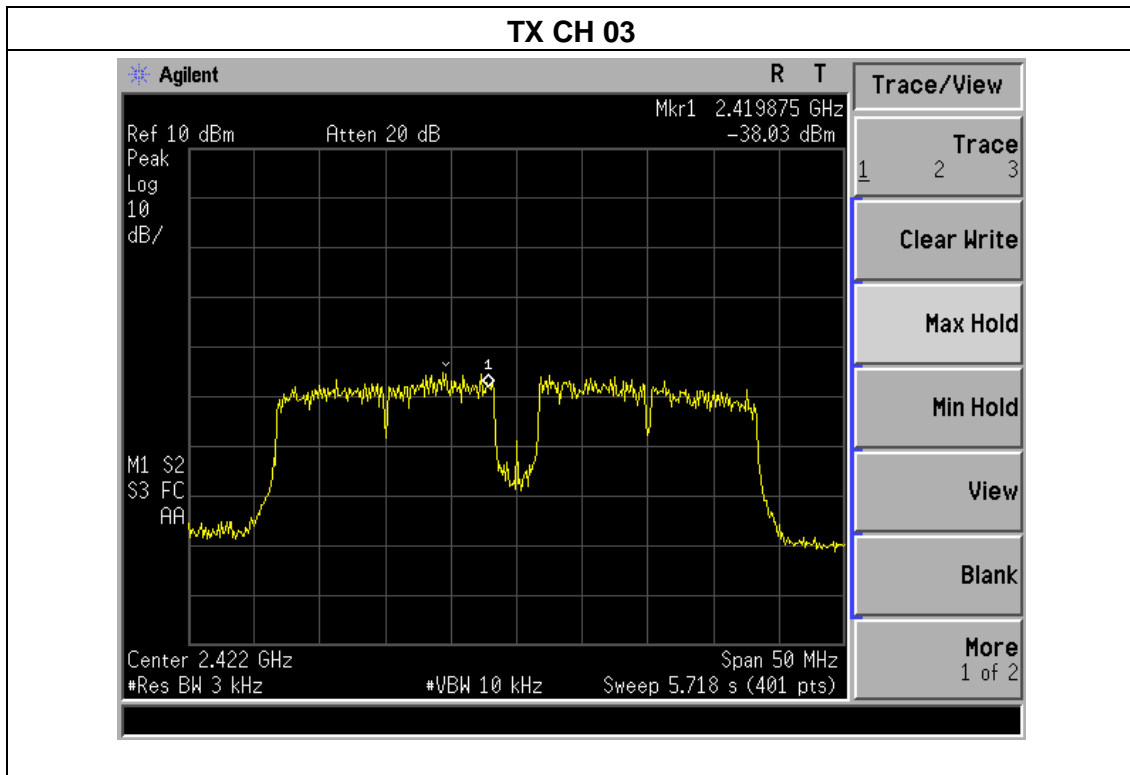 TX CH 03
Agilent
R T
Mkr1 2.419875 GHz
Ref 10 dBm Atten 20 dB -38.03 dBm
Peak
Log
10
dB/
1
M1 S2
S3 FC
AA
Center 2.422 GHz Span 50 MHz
#Res BW 3 kHz #VBW 10 kHz Sweep 5.718 s (401 pts)
Trace/View
Trace
1 2 3
Clear Write
Max Hold
Min Hold
View
Blank
More
1 of 2